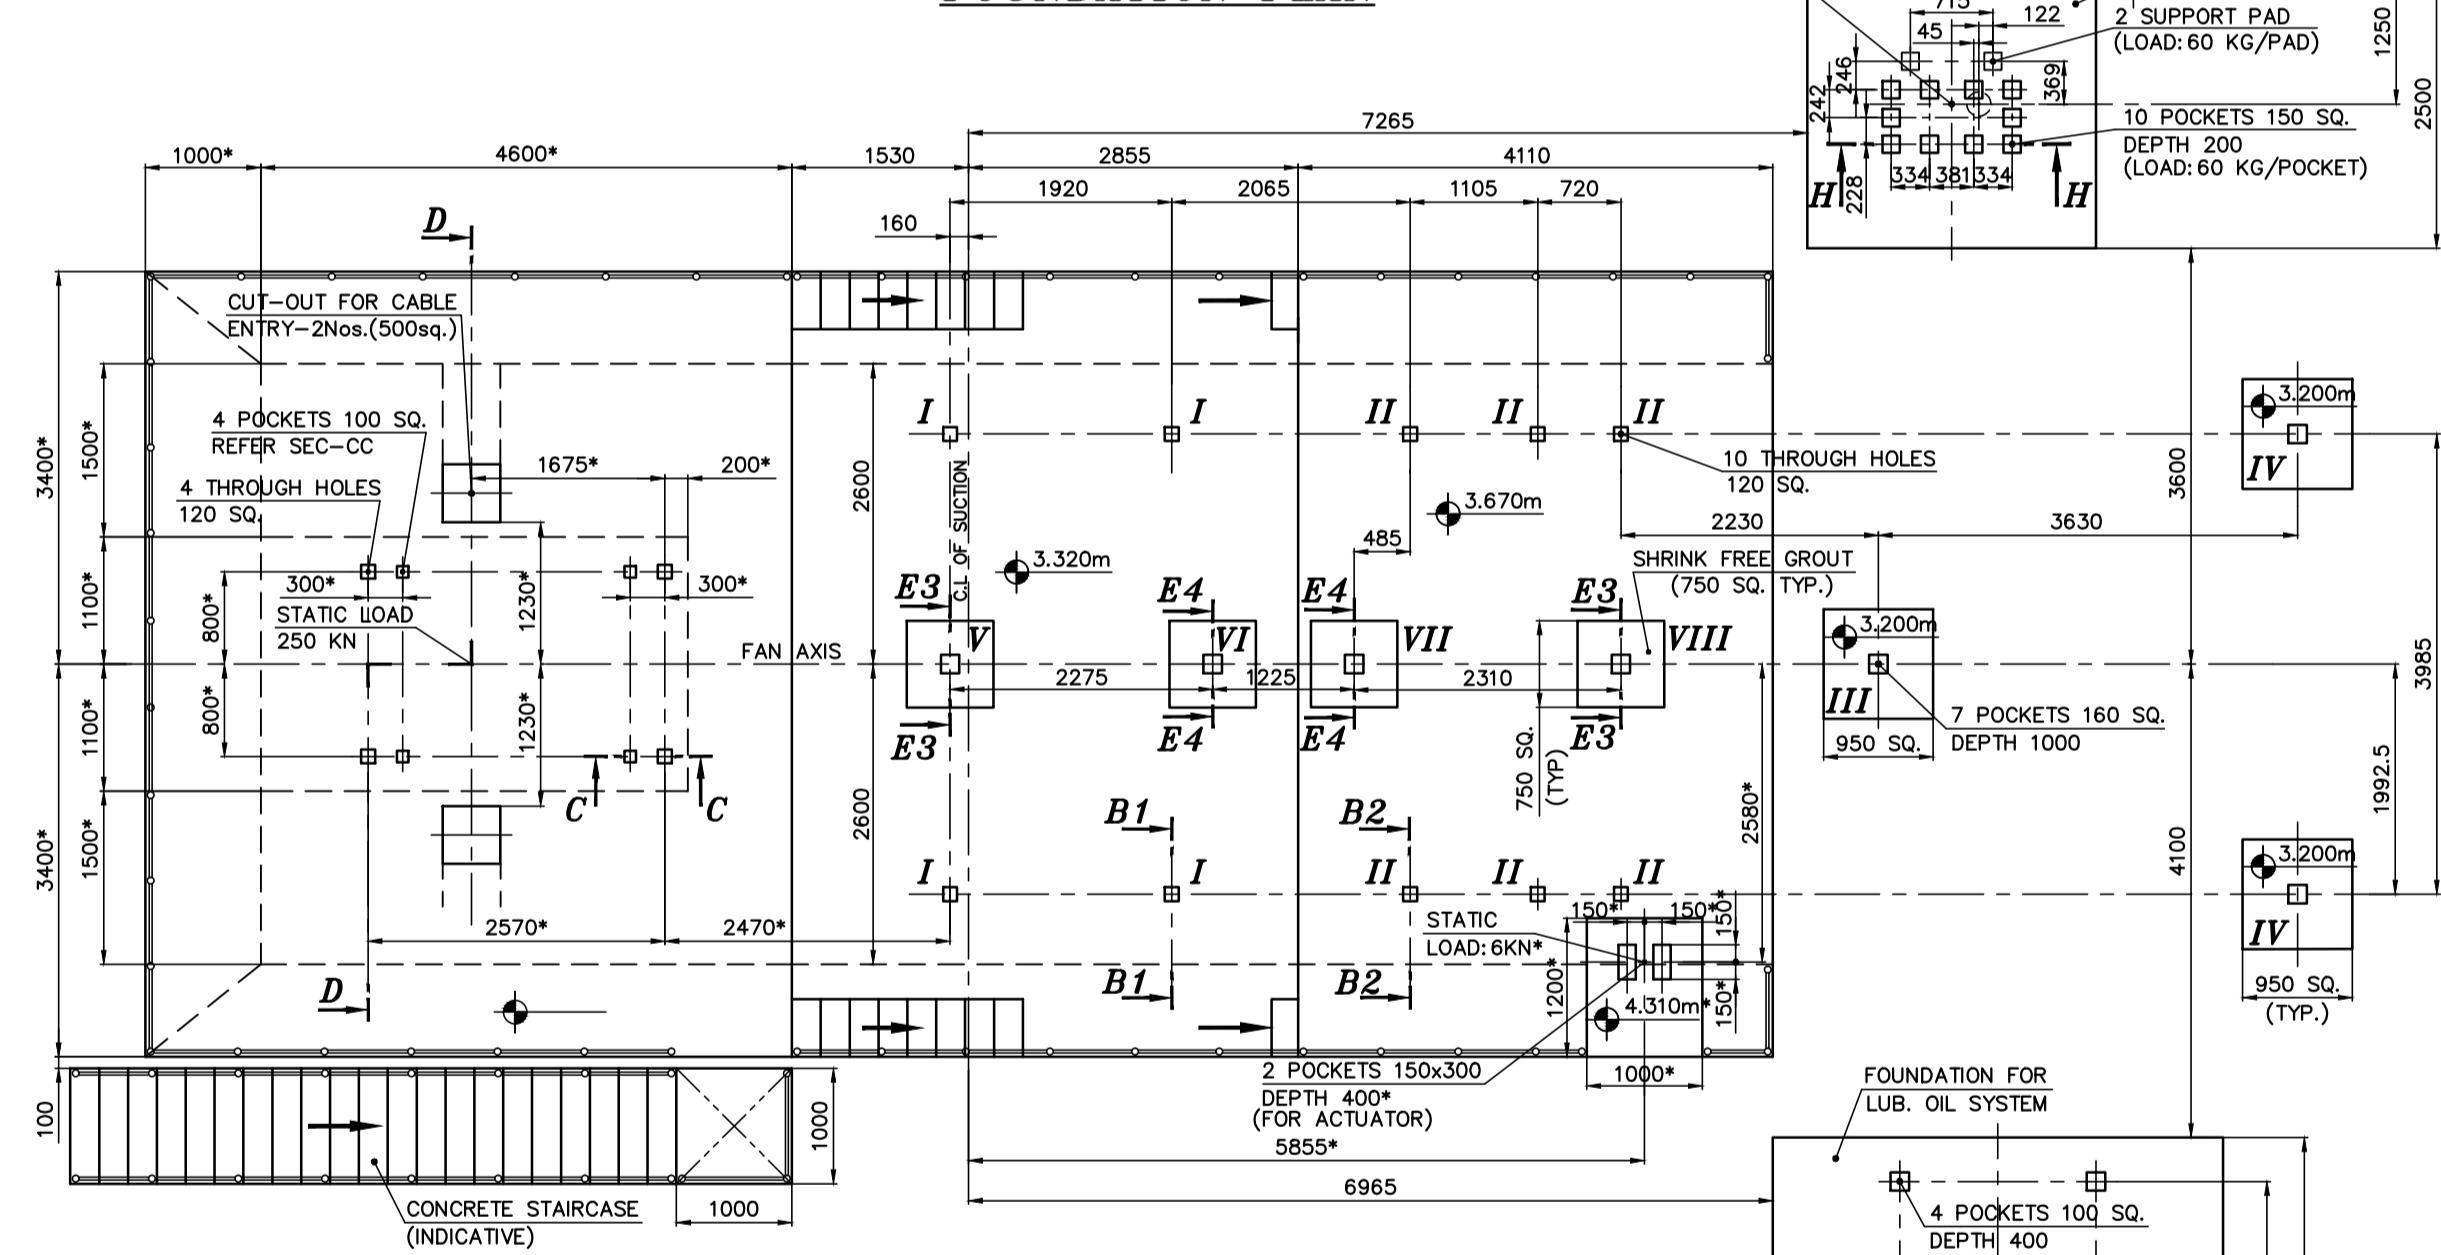 715
122
2 SUPPORT PAD
(LOAD:60 KG/PAD)
45
1250
246
369
242
2500
7265
10 POCKETS 150 SQ.
DEPTH 200
(LOAD:60 KG/POCKET)
1000*
4600*
1530
2855
4110
334
381
334
228
H
H
1920
2065
1105
720
160
D
CUT-OUT FOR CABLE
ENTRY-2Nos.(500sq.)
3.200m
4 POCKETS 100 SQ.
REFER SEC-CC
I
I
II
II
II
3400*
1500*
1675*
200*
2600
10 THROUGH HOLES
120 SQ.
3600
IV
4 THROUGH HOLES
120 SQ.
C.L OF SUCTION
3.670m
2230
3630
485
3.320m
SHRINK FREE GROUT
(750 SQ. TYP.)
300*
300*
E3
E4
E4
E3
1100*
800*
1230*
STATIC LOAD
250 KN
3.200m
FAN AXIS
V
VI
VII
VIII
3985
2275
1225
2310
III
7 POCKETS 160 SQ.
DEPTH 1000
1100*
800*
1230*
E3
E4
E4
E3
950 SQ.
750 SQ.
(TYP)
C
C
2580*
1992.5
3400*
1500*
2600
B1
B2
4100
3.200m
I
I
II
II
II
2570*
2470*
STATIC
LOAD:6KN*
150*
150*
150*
IV
B1
B2
1200*
4.310m*
150*
950 SQ.
(TYP.)
D
2 POCKETS 150x300
DEPTH 400*
(FOR ACTUATOR)
1000*
FOUNDATION FOR
LUB. OIL SYSTEM
100
1000
5855*
6965
CONCRETE STAIRCASE
(INDICATIVE)
1000
4 POCKETS 100 SQ.
DEPTH 400